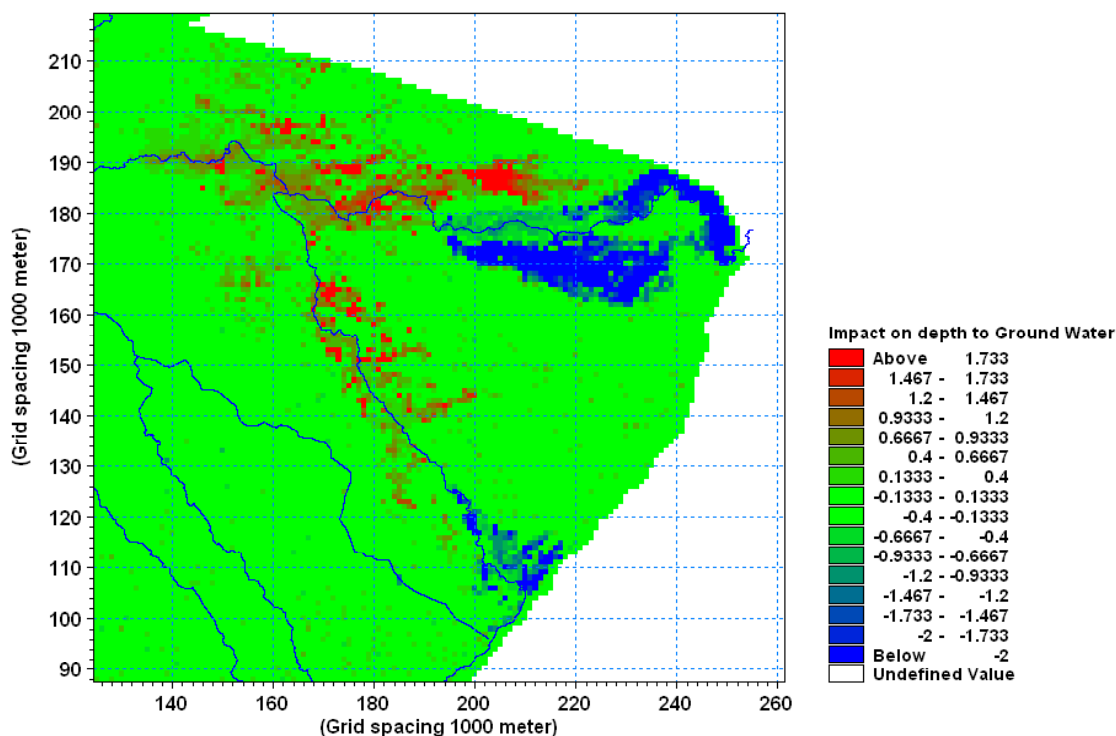 210
200
190
180
170
160
150
140
130
120
110
100
90
(Grid spacing 1000 meter)
140 160 180 200 220 240 260
(Grid spacing 1000 meter)
Impact on depth to Ground Water
Above 1.733
1.467 - 1.733
1.2 - 1.467
0.9333 - 1.2
0.6667 - 0.9333
0.4 - 0.6667
0.1333 - 0.4
-0.1333 - 0.1333
-0.4 - -0.1333
-0.6667 - -0.4
-0.9333 - -0.6667
-1.2 - -0.9333
-1.467 - -1.2
-1.733 - -1.467
-2 - -1.733
Below -2
Undefined Value